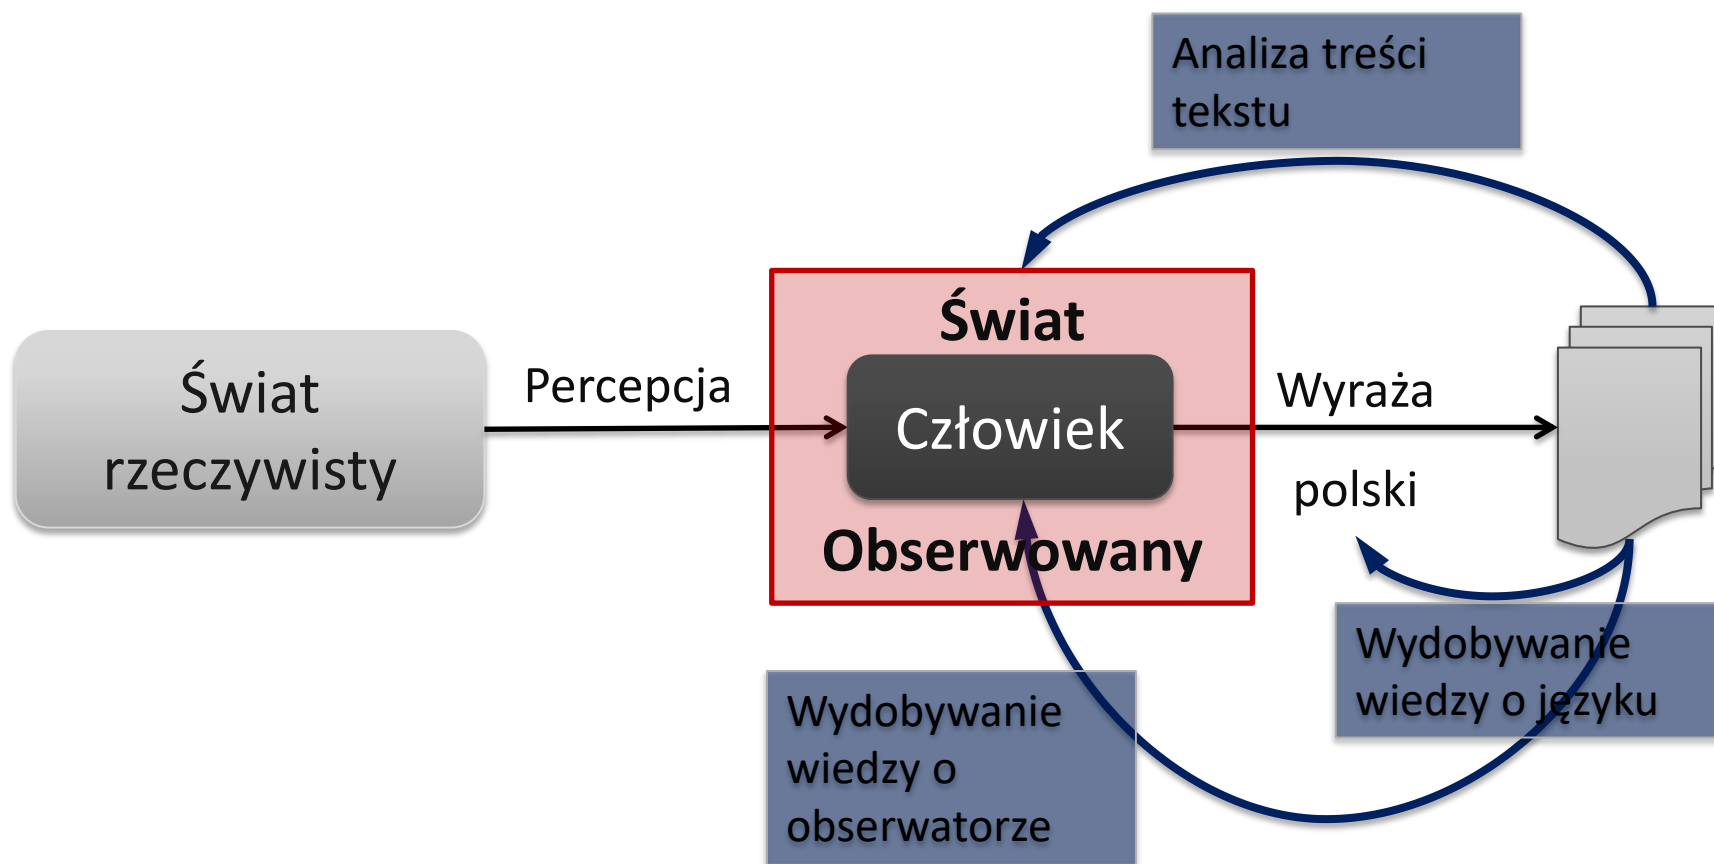 Analiza treści
tekstu
Świat
rzeczywisty
Percepcja
Świat
Człowiek
Obserwowany
Wyraża
polski
Wydobywanie
wiedzy o języku
Wydobywanie
wiedzy o
obserwatorze